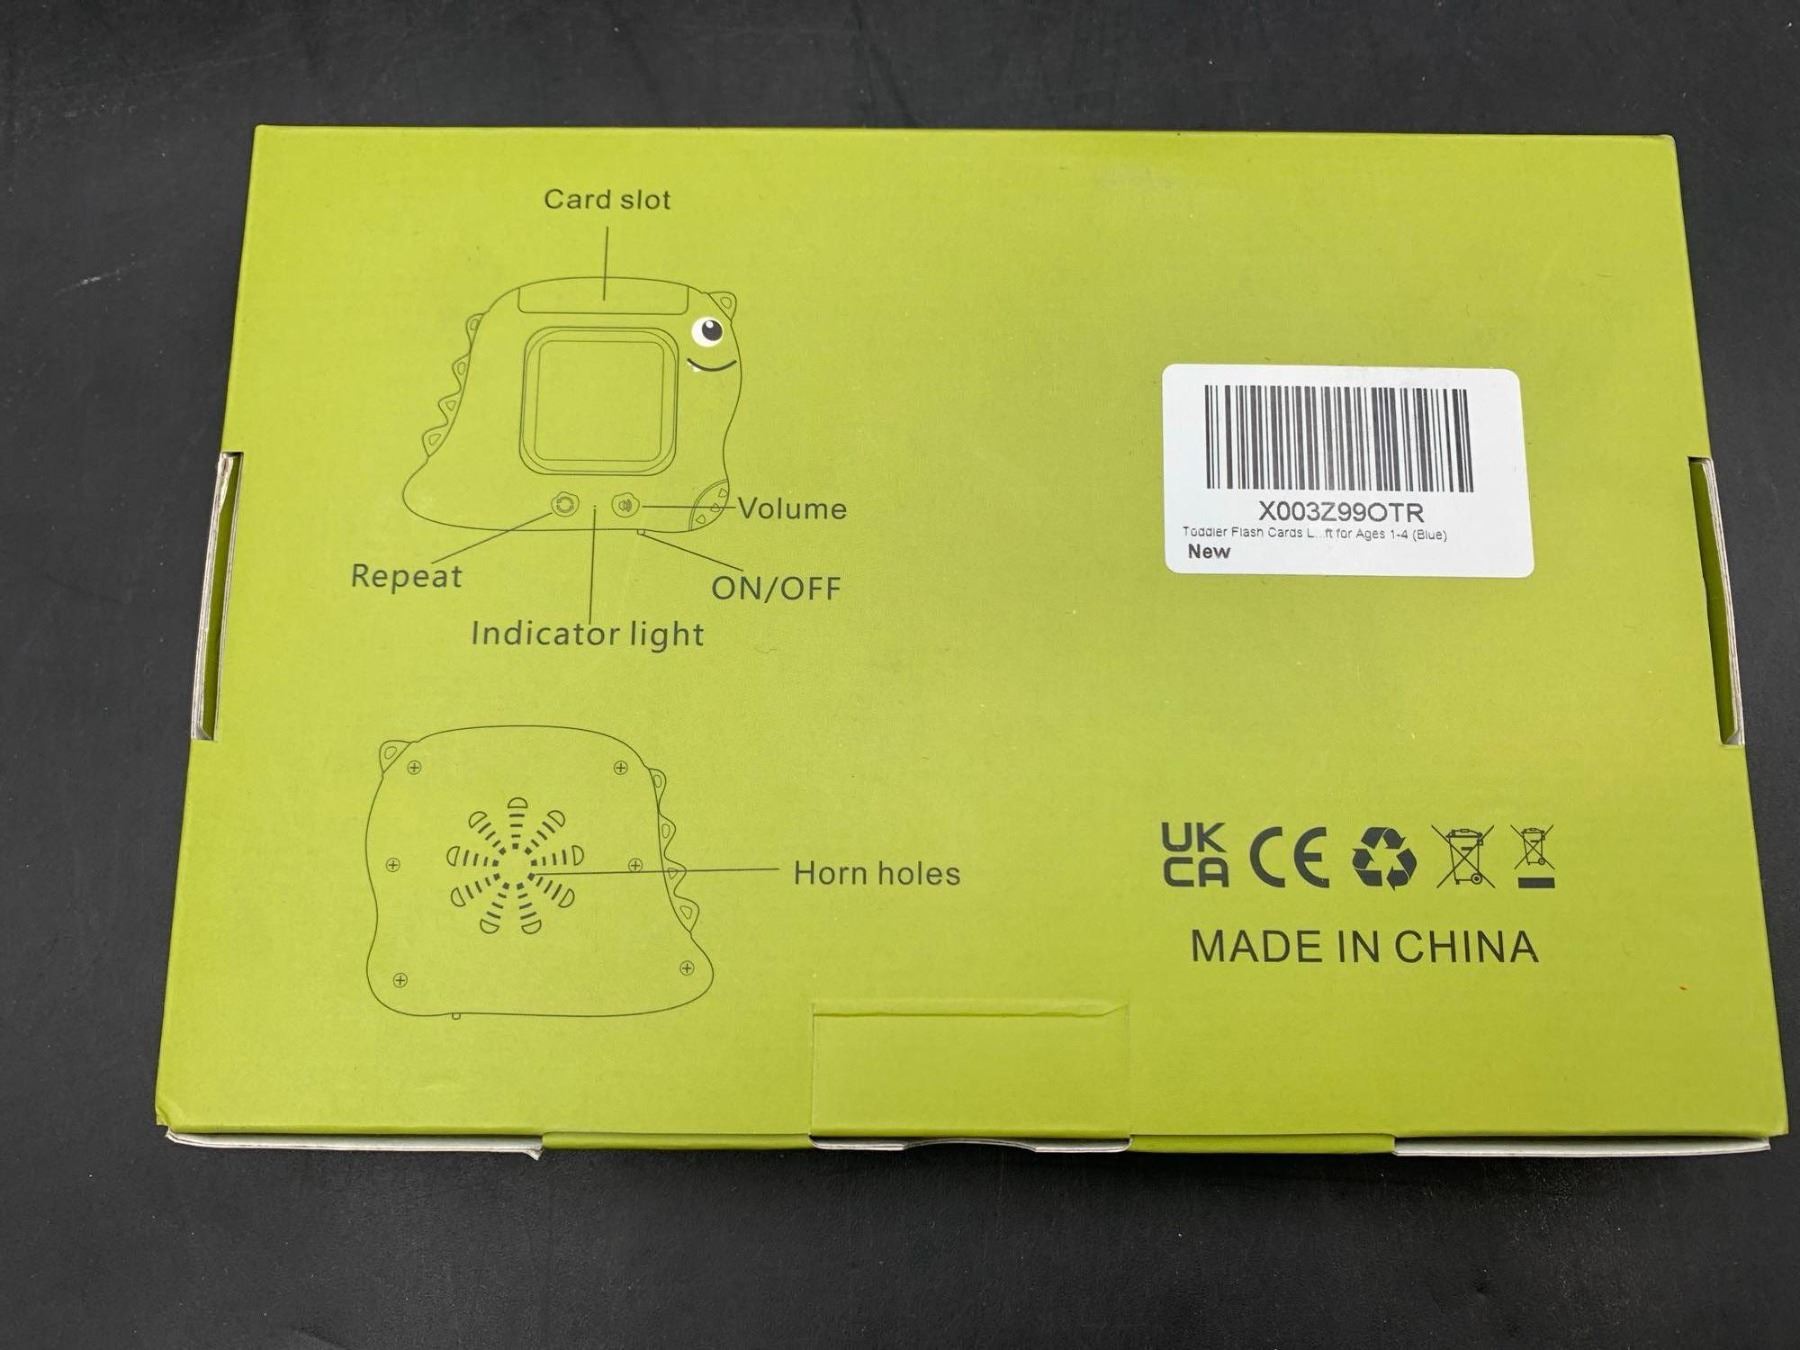 Card slot
Volume
Repeat
ON/OFF
Indicator light
X003Z99OTR
Toddler Flash Cards L...ft for Ages 1-4 (Blue)
New
Horn holes
UK
CA
CE
MADE IN CHINA